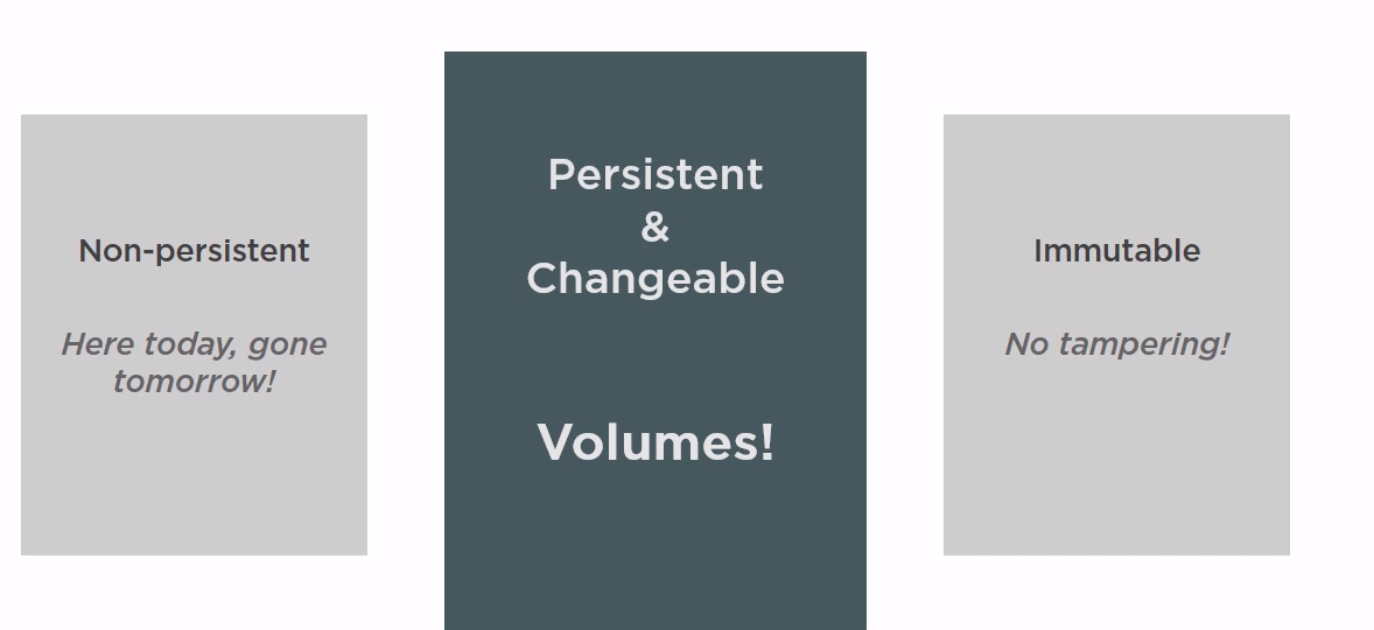 Non-persistent
Here today, gone
tomorrow!
Persistent
&
Changeable
Volumes!
Immutable
No tampering!